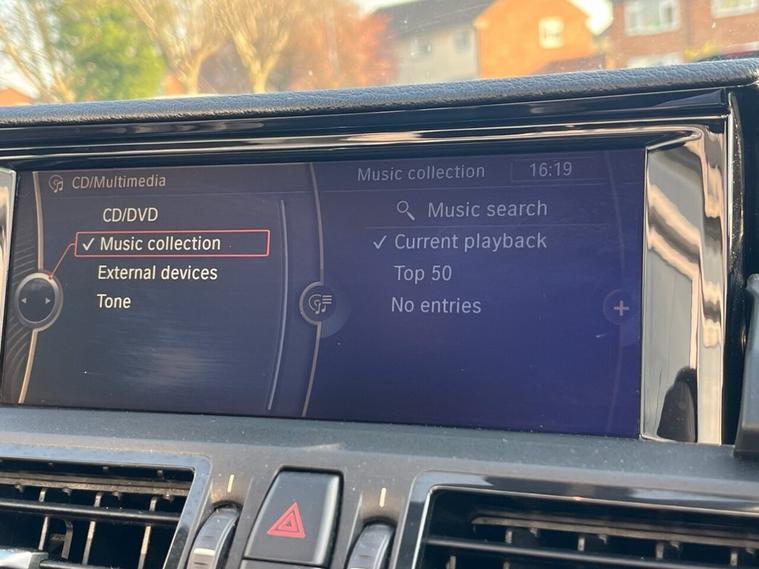 CD/Multimedia
CD/DVD
✓ Music collection
External devices
Tone
Music collection 16:19
Music search
✓ Current playback
Top 50
No entries